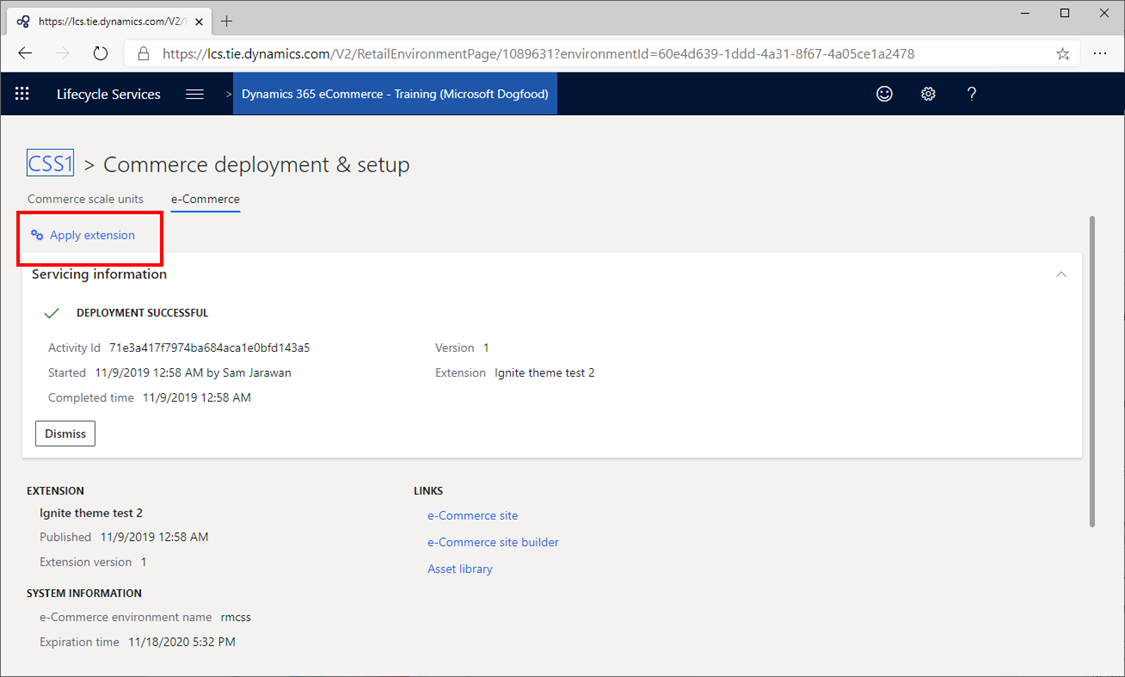 https://lcs.tie.dynamics.com/V2/
https://lcs.tie.dynamics.com/V2/RetailEnvironmentPage/1089631?environmentId=60e4d639-1ddd-4a31-8f67-4a05ce1a2478
Lifecycle Services > Dynamics 365 eCommerce - Training (Microsoft Dogfood) ?
CSS1 > Commerce deployment & setup
Commerce scale units e-Commerce
Apply extension
Servicing information
DEPLOYMENT SUCCESSFUL
Activity Id 71e3a417f7974ba684aca1e0bfd143a5 Version 1
Started 11/9/2019 12:58 AM by Sam Jarawan Extension Ignite theme test 2
Completed time 11/9/2019 12:58 AM
Dismiss
EXTENSION LINKS
Ignite theme test 2 e-Commerce site
Published 11/9/2019 12:58 AM e-Commerce site builder
Extension version 1 Asset library
SYSTEM INFORMATION
e-Commerce environment name rmcss
Expiration time 11/18/2020 5:32 PM